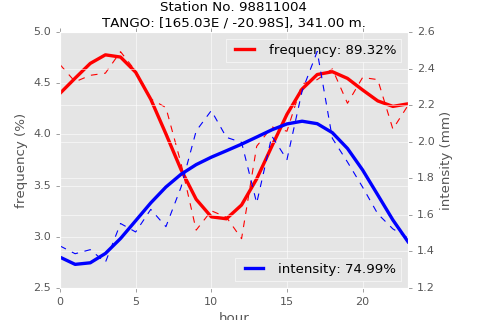 Station No. 98811004
TANGO: [165.03E / -20.98S], 341.00 m.
5.0
4.5
4.0
3.5
3.0
2.5
frequency (%)
2.6
2.4
2.2
2.0
1.8
1.6
1.4
1.2
intensity (mm)
frequency: 89.32%
intensity: 74.99%
0 5 10 15 20
hour